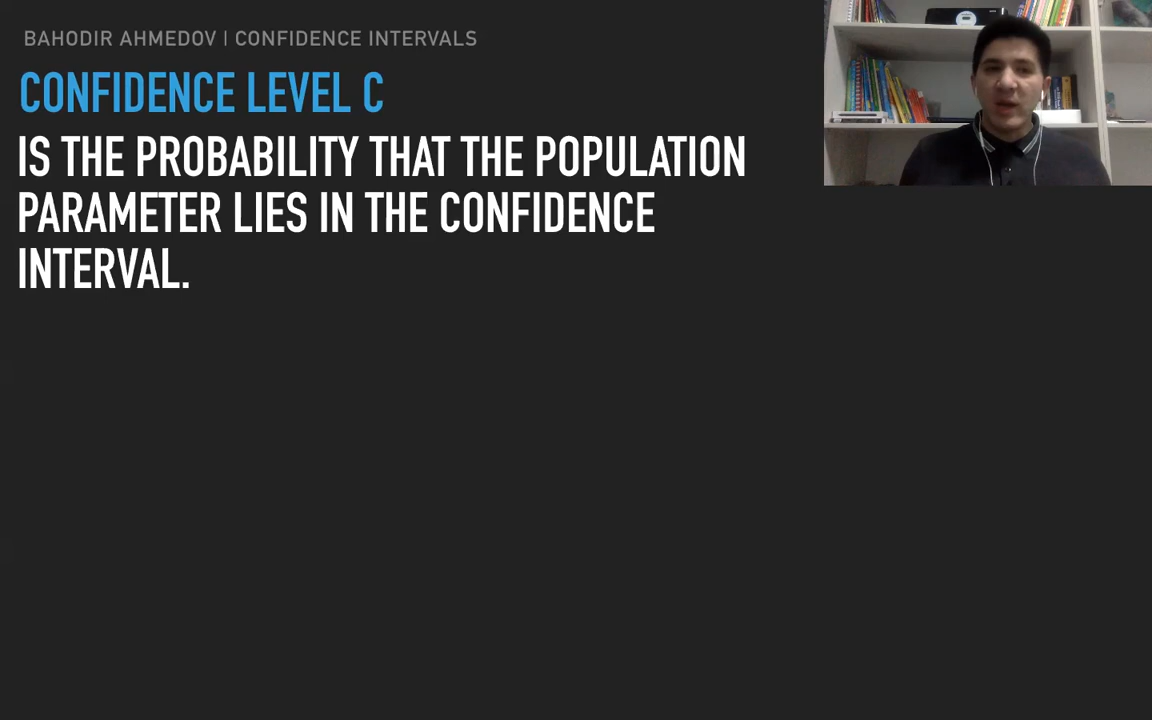 BAHODIR AHMEDOV | CONFIDENCE INTERVALS
CONFIDENCE LEVEL C
IS THE PROBABILITY THAT THE POPULATION
PARAMETER LIES IN THE CONFIDENCE
INTERVAL.